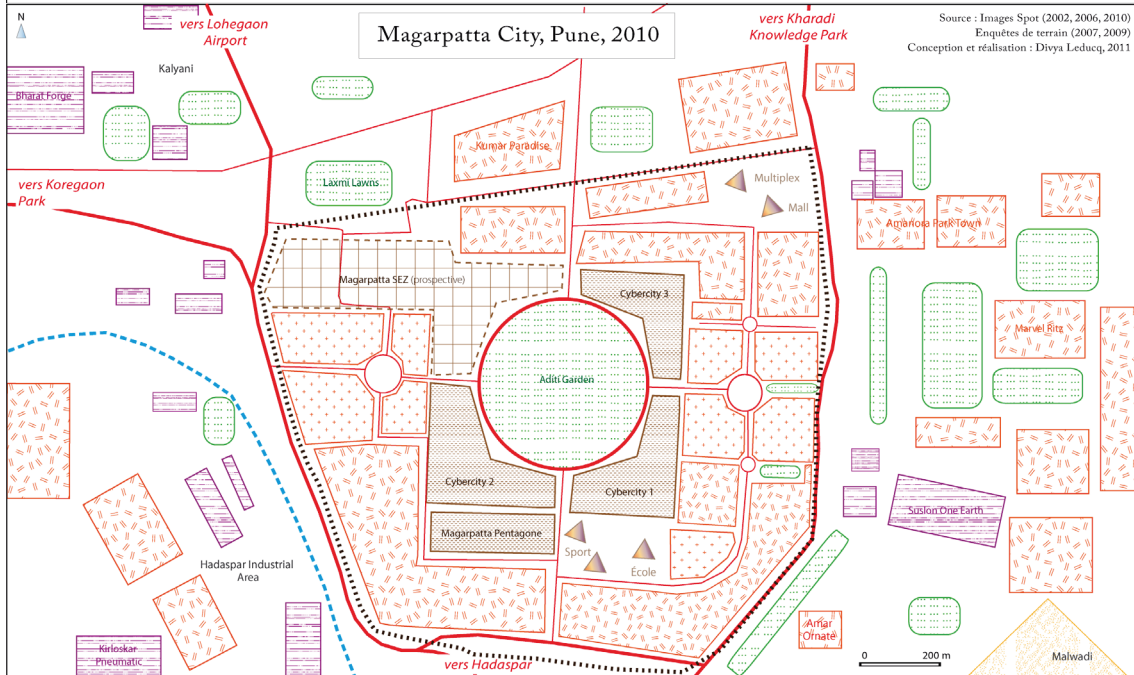 N
vers Lohegaon
Airport
Magarpatta City, Pune, 2010
vers Kharadi
Knowledge Park
Source : Images Spot (2002, 2006, 2010)
Enquêtes de terrain (2007, 2009)
Conception et réalisation : Divya Leducq, 2011
Kalyani
Bharat Forge
Kumar Paradise
vers Koregaon
Park
Laxmi Lawns
Multiplex
Mall
Amanora Park Town
Magarpatta SEZ (prospective)
Cybercity 3
Marvel Ritz
Aditi Garden
Cybercity 2
Cybercity 1
Suslon One Earth
Magarpatta Pentagone
Sport
École
Hadaspar Industrial
Area
Amar
Ornate
Kirloskar
Pneumatic
vers Hadaspar
0 200 m
Malwadi